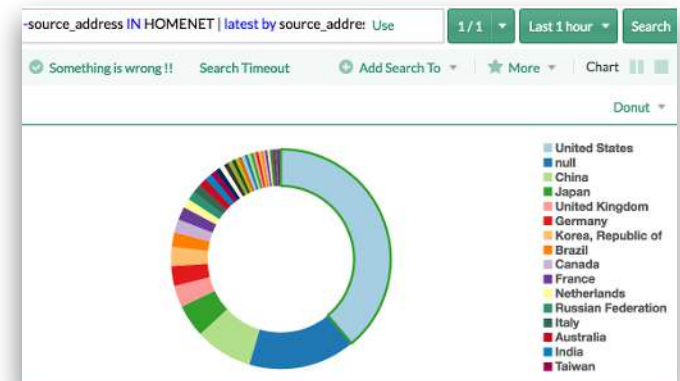 -source_address IN HOMENET | latest by source_addre: Use
1 / 1
Last 1 hour
Search
Something is wrong !!
Search Timeout
Add Search To
More
Chart
Donut
United States
null
China
Japan
United Kingdom
Germany
Korea, Republic of
Brazil
Canada
France
Netherlands
Russian Federation
Italy
Australia
India
Taiwan